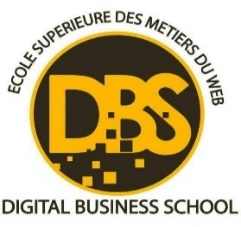 ECOLE SUPERIEURE DES METIERS DU WEB
DBS
DIGITAL BUSINESS SCHOOL